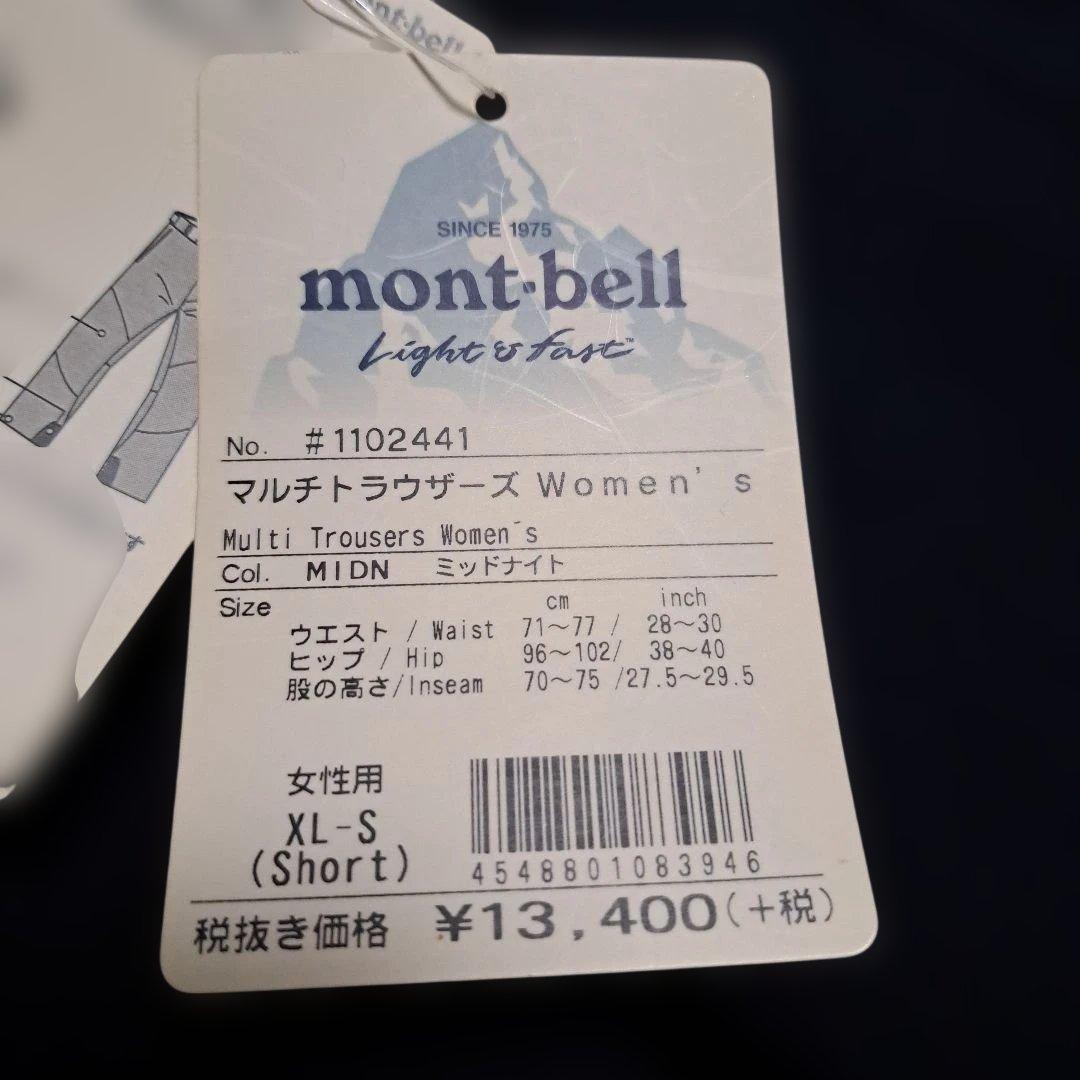 nt·bell
SINCE 1975
mont·bell
Light & fast™
No. #1102441
マルチトラウザーズ Women's
Multi Trousers Women´s
Col. MIDN ミッドナイト
Size cm inch
ウエスト / Waist 71～77 / 28～30
ヒップ / Hip 96～102/ 38～40
股の高さ/Inseam 70～75 /27.5～29.5
女性用
XL-S
(Short)
4548801083946
税抜き価格 ¥13,400(+税)